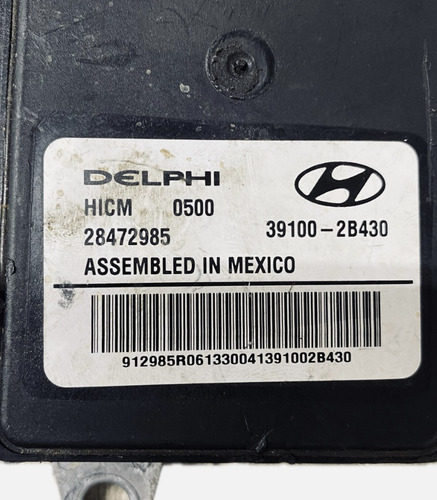 DELPHI
HICM 0500
28472985 39100-2B430
ASSEMBLED IN MEXICO
912985R061330041391002B430